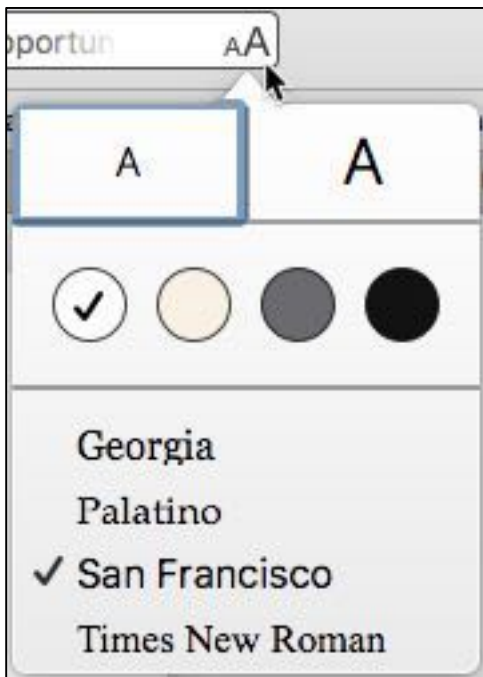 AA
A A
Georgia
Palatino
San Francisco
Times New Roman